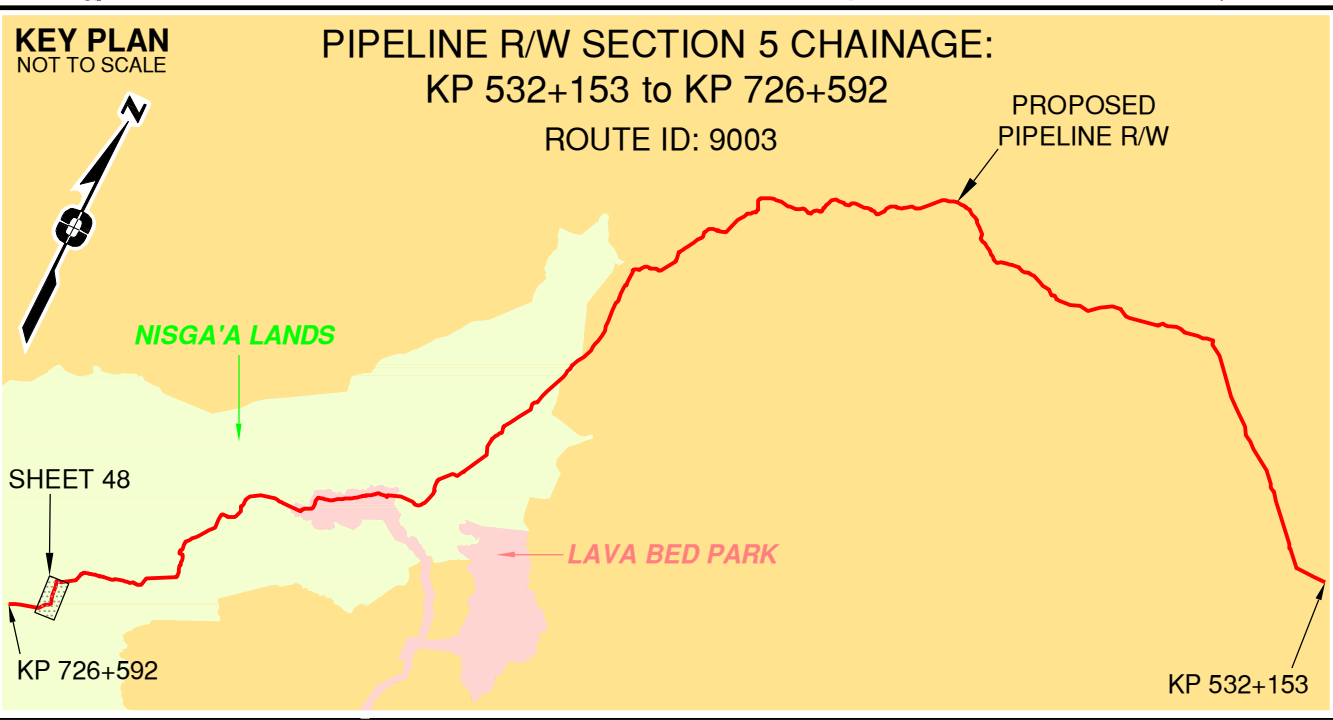 KEY PLAN
NOT TO SCALE
PIPELINE R/W SECTION 5 CHAINAGE:
KP 532+153 to KP 726+592
ROUTE ID: 9003
PROPOSED
PIPELINE R/W
N
NISGA'A LANDS
SHEET 48
LAVA BED PARK
KP 726+592
KP 532+153